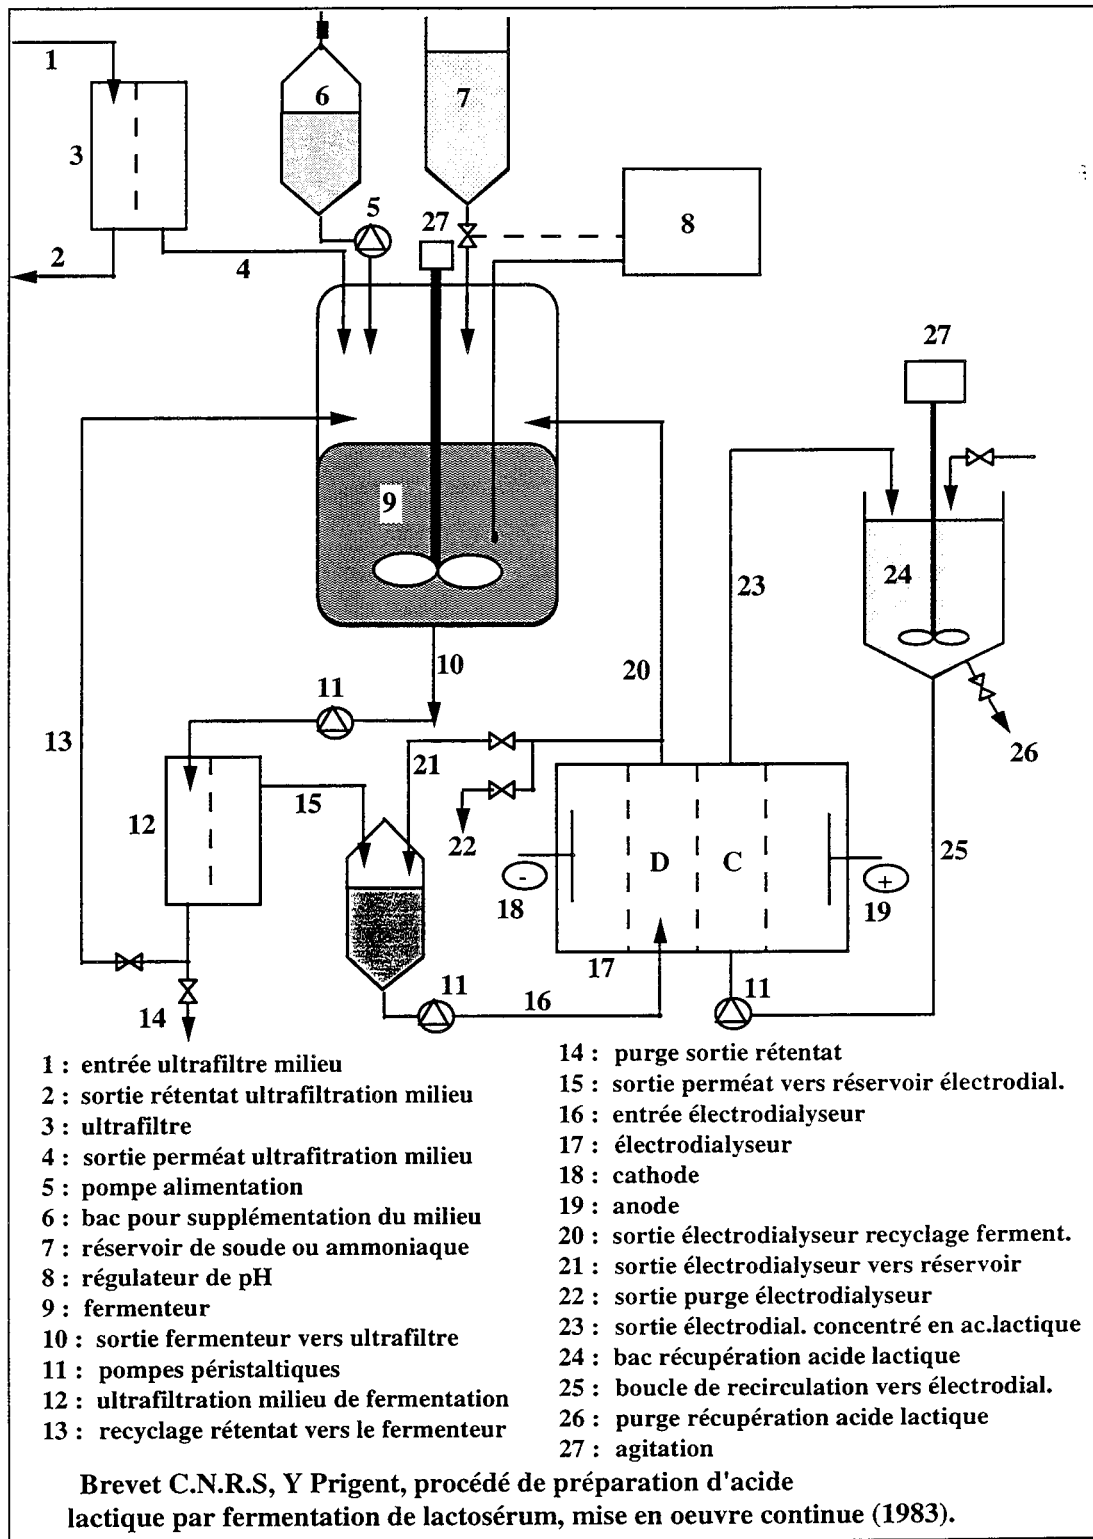 1
6
7
3
5
27
8
2
4
27
9
24
10
23
20
11
13
21
26
15
12
22
D
C
25
-
+
18
19
17
11
16
11
14
1 : entrée ultrafiltre milieu
2 : sortie rétentat ultrafiltration milieu
3 : ultrafiltre
4 : sortie perméat ultrafitration milieu
5 : pompe alimentation
6 : bac pour supplémentation du milieu
7 : réservoir de soude ou ammoniaque
8 : régulateur de pH
9 : fermenteur
10 : sortie fermenteur vers ultrafiltre
11 : pompes péristaltiques
12 : ultrafiltration milieu de fermentation
13 : recyclage rétentat vers le fermenteur
14 : purge sortie rétentat
15 : sortie perméat vers réservoir électrodial.
16 : entrée électrodialyseur
17 : électrodialyseur
18 : cathode
19 : anode
20 : sortie électrodialyseur recyclage ferment.
21 : sortie électrodialyseur vers réservoir
22 : sortie purge électrodialyseur
23 : sortie électrodial. concentré en ac.lactique
24 : bac récupération acide lactique
25 : boucle de recirculation vers électrodial.
26 : purge récupération acide lactique
27 : agitation
Brevet C.N.R.S, Y Prigent, procédé de préparation d'acide
lactique par fermentation de lactosérum, mise en oeuvre continue (1983).